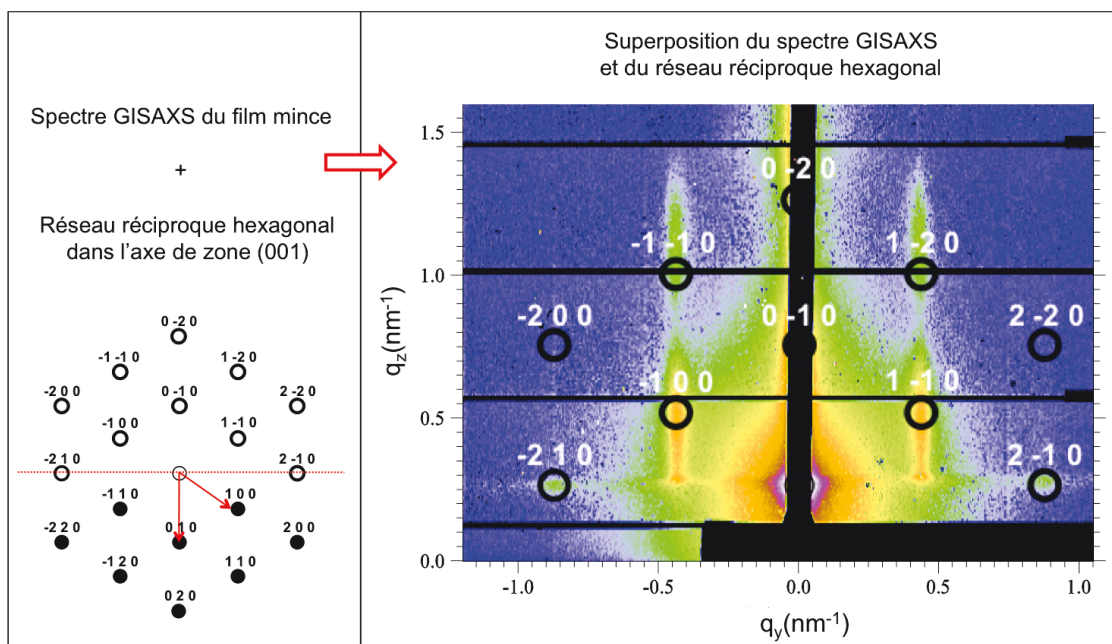 Spectre GISAXS du film mince
+
Réseau réciproque hexagonal
dans l'axe de zone (001)
0 -2 0
-1 -1 0
1 -2 0
-2 0 0
0 -1 0
2 -2 0
-1 0 0
1 -1 0
-2 1 0
2 -1 0
-1 1 0
1 0 0
-2 2 0
0 1 0
2 0 0
-1 2 0
1 1 0
0 2 0
Superposition du spectre GISAXS
et du réseau réciproque hexagonal
1.5
1.0
0.5
0.0
qz(nm-1)
0 -2 0
-1 -1 0
1 -2 0
-2 0 0
0 -1 0
2 -2 0
-1 0 0
1 -1 0
-2 1 0
2 -1 0
-1.0
-0.5
0.0
0.5
1.0
qy(nm-1)